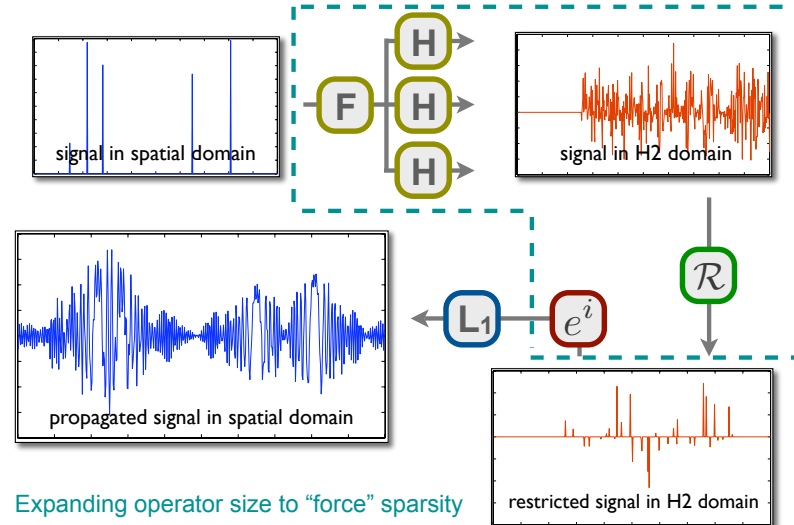 H
F
H
H
signal in spatial domain
signal in H2 domain
R
L1
e^i
propagated signal in spatial domain
restricted signal in H2 domain
Expanding operator size to “force” sparsity